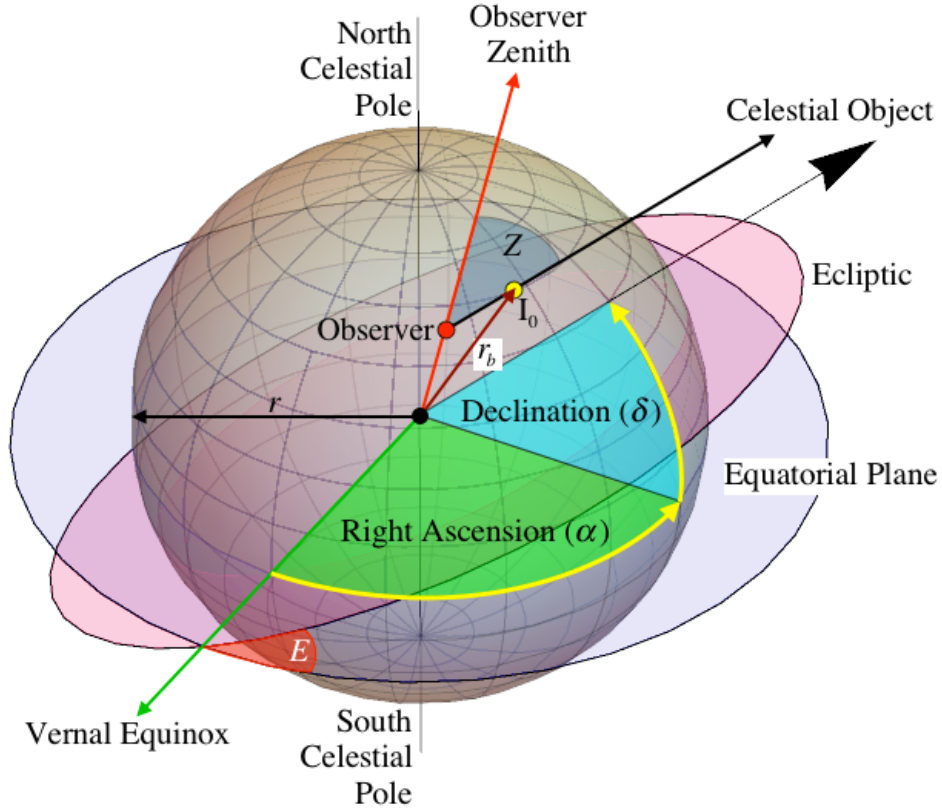 North
Celestial
Pole
Observer
Zenith
Celestial Object
Z
Ecliptic
I₀
Observer
r_b
r
Declination (δ)
Equatorial Plane
Right Ascension (α)
E
Vernal Equinox
South
Celestial
Pole